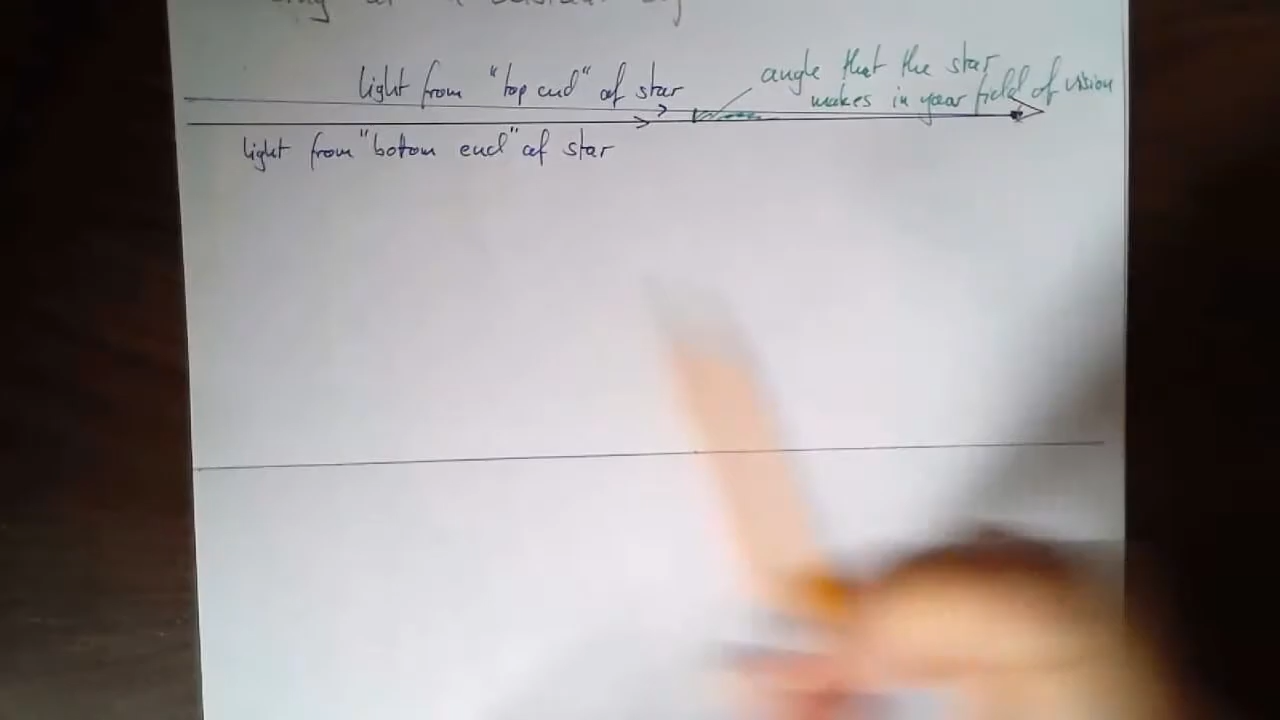 light from "top end" of star
angle that the star
makes in your field of vision
light from "bottom end" of star